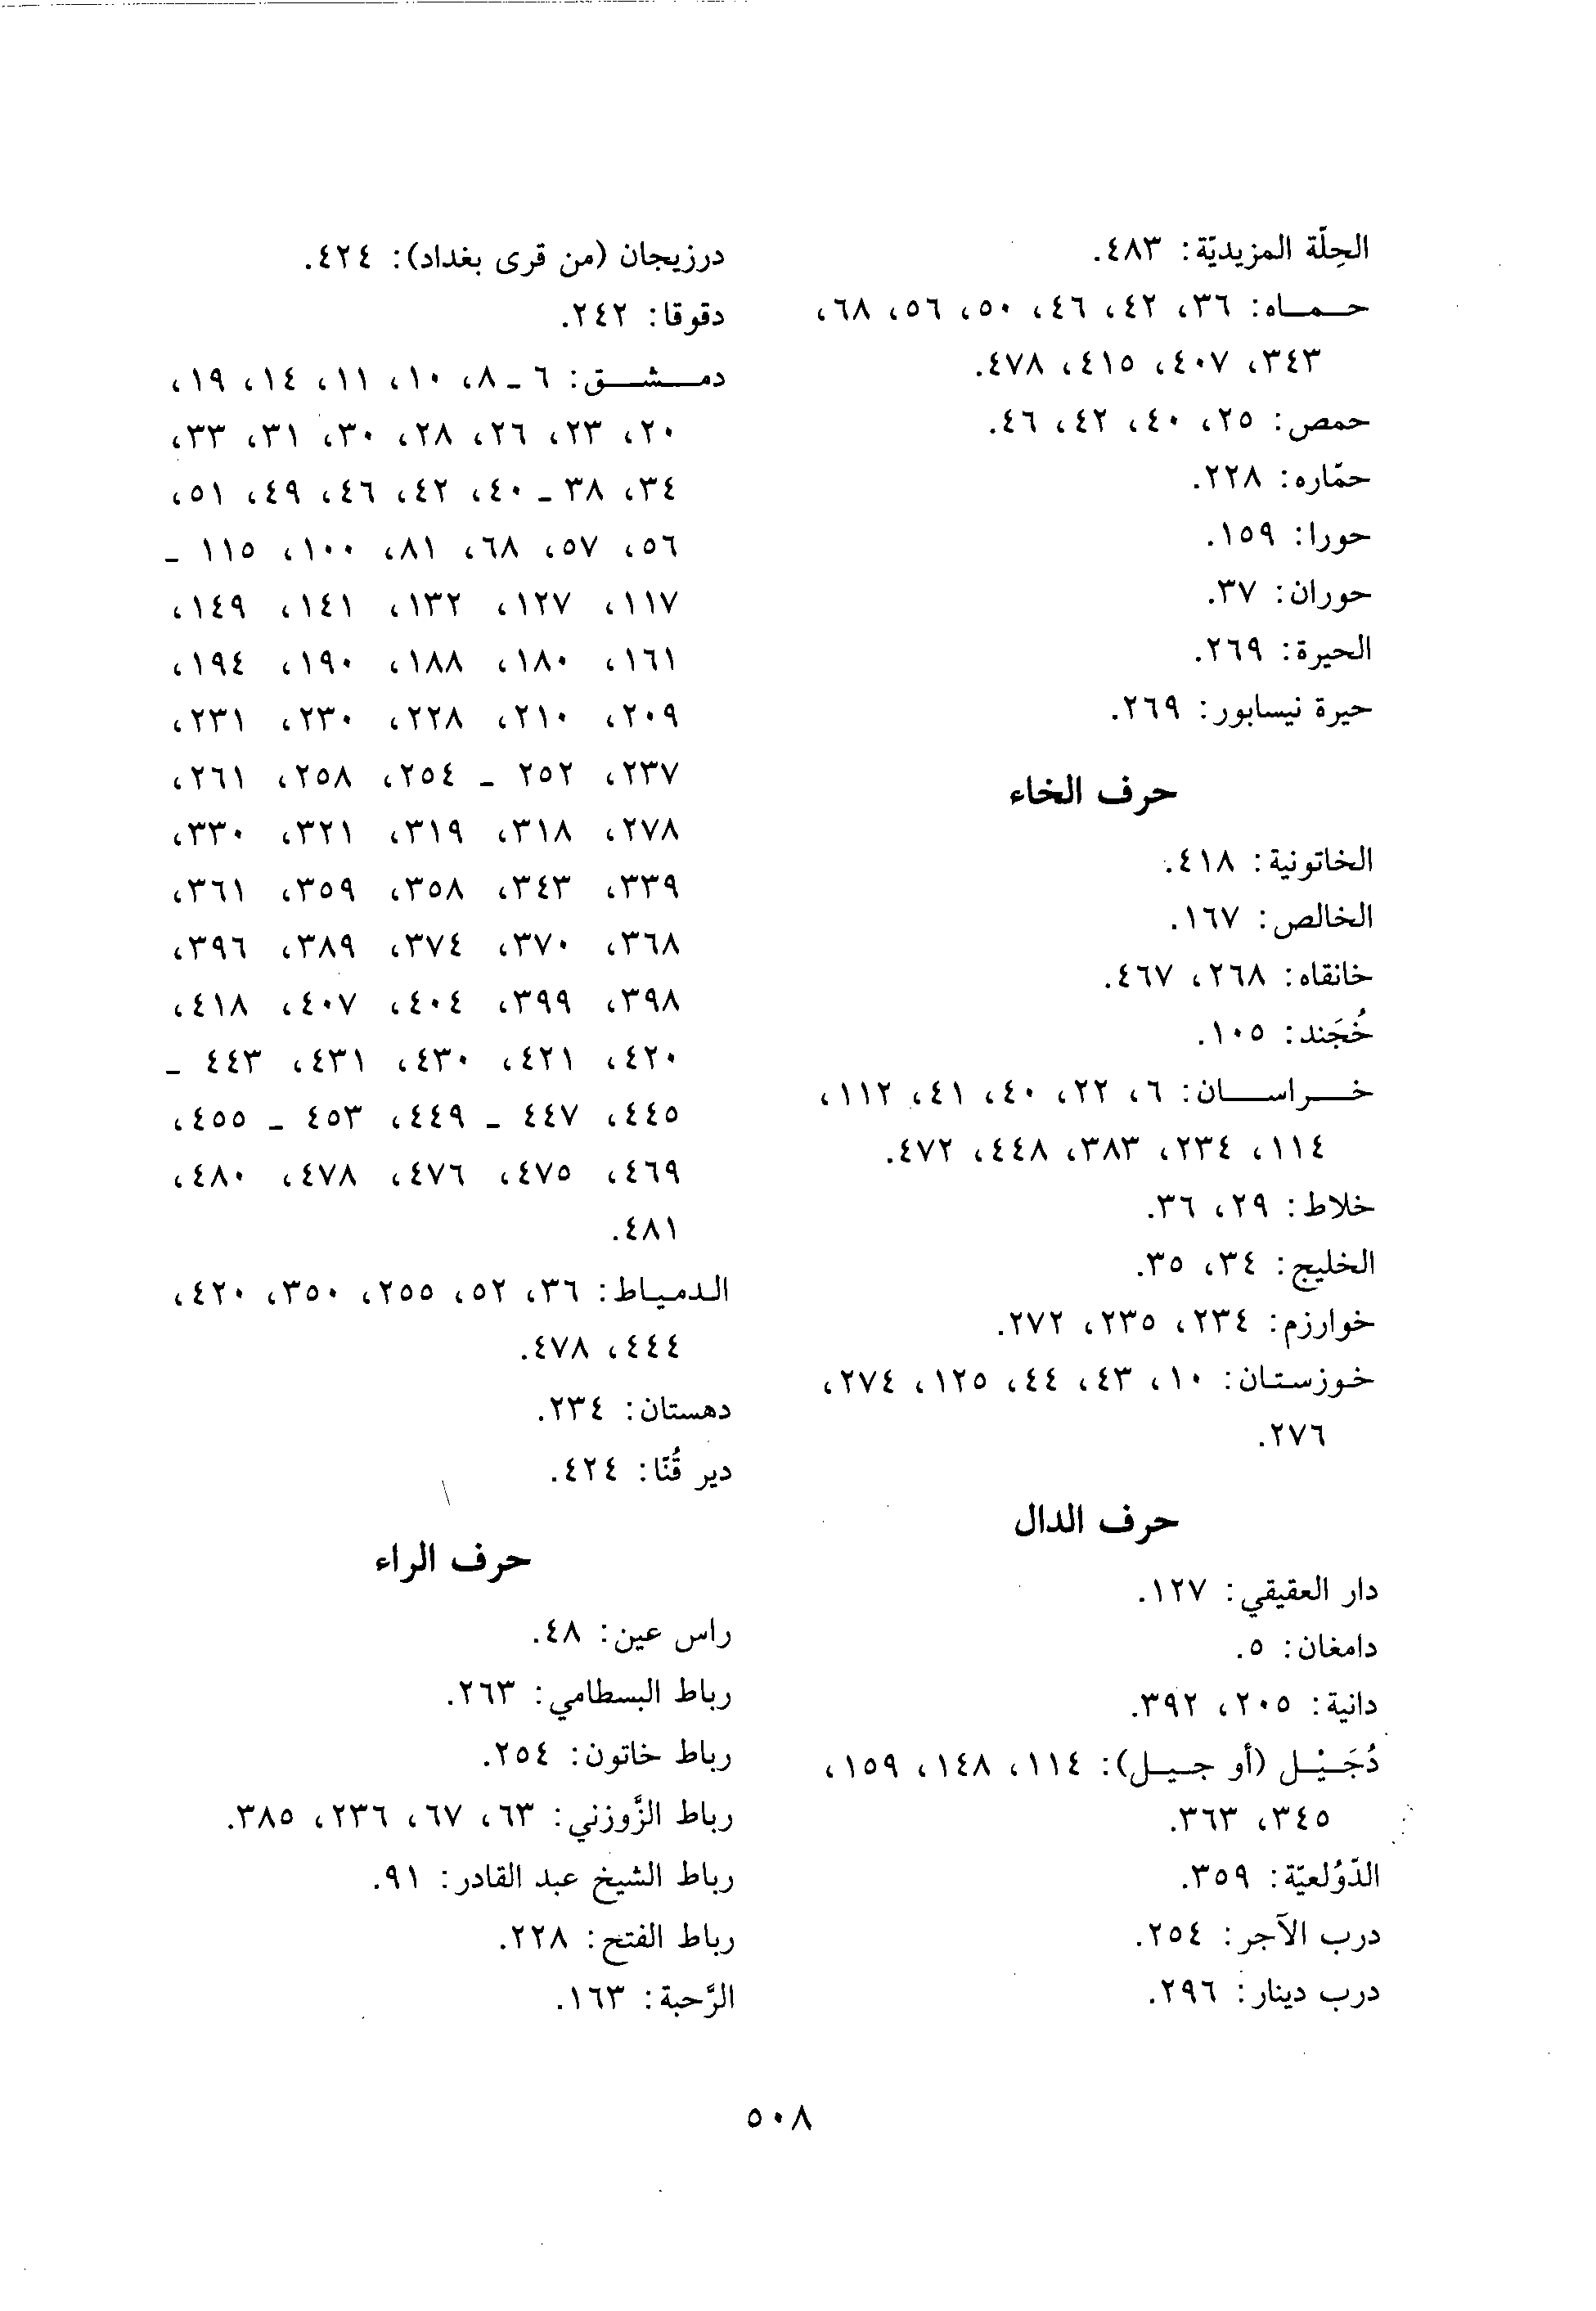 الحِلّة المزيديّة: ٤٨٣.
حماه: ٣٦، ٤٢، ٤٦، ٥٠، ٥٦، ٦٨،
٣٤٣، ٤٠٧، ٤١٥، ٤٧٨.
حمص: ٢٥، ٤٠، ٤٢، ٤٦.
حمّاره: ٢٢٨.
حورا: ١٥٩.
حوران: ٣٧.
الحيرة: ٢٦٩.
حيرة نيسابور: ٢٦٩.
حرف الخاء
الخاتونية: ٤١٨.
الخالص: ١٦٧.
خانقاه: ٢٦٨، ٤٦٧.
خُجَند: ١٠٥.
خراسان: ٦، ٢٢، ٤٠، ٤١، ١١٢،
١١٤، ٢٣٤، ٣٨٣، ٤٤٨، ٤٧٢.
خلاط: ٢٩، ٣٦.
الخليج: ٣٤، ٣٥.
خوارزم: ٢٣٤، ٢٣٥، ٢٧٢.
خوزستان: ١٠، ٤٣، ٤٤، ١٢٥، ٢٧٤،
٢٧٦.
حرف الدال
دار العقيقي: ١٢٧.
دامغان: ٥.
دانية: ٢٠٥، ٣٩٢.
دُجَيْل (أو جيل): ١١٤، ١٤٨، ١٥٩،
٣٤٥، ٣٦٣.
الدّوُلعيّة: ٣٥٩.
درب الآجر: ٢٥٤.
درب دينار: ٢٩٦.
درزيجان (من قرى بغداد): ٤٢٤.
دقوقا: ٢٤٢.
دمشق: ٦ ـ ٨، ١٠، ١١، ١٤، ١٩،
٢٠، ٢٣، ٢٦، ٢٨، ٣٠، ٣١، ٣٣،
٣٤، ٣٨ ـ ٤٠، ٤٢، ٤٦، ٤٩، ٥١،
٥٦، ٥٧، ٦٨، ٨١، ١٠٠، ١١٥ ـ
١١٧، ١٢٧، ١٣٢، ١٤١، ١٤٩،
١٦١، ١٨٠، ١٨٨، ١٩٠، ١٩٤،
٢٠٩، ٢١٠، ٢٢٨، ٢٣٠، ٢٣١،
٢٣٧، ٢٥٢ ـ ٢٥٤، ٢٥٨، ٢٦١،
٢٧٨، ٣١٨، ٣١٩، ٣٢١، ٣٣٠،
٣٣٩، ٣٤٣، ٣٥٨، ٣٥٩، ٣٦١،
٣٦٨، ٣٧٠، ٣٧٤، ٣٨٩، ٣٩٦،
٣٩٨، ٣٩٩، ٤٠٤، ٤٠٧، ٤١٨،
٤٢٠، ٤٢١، ٤٣٠، ٤٣١، ٤٤٣ ـ
٤٤٥، ٤٤٧ ـ ٤٤٩، ٤٥٣ ـ ٤٥٥،
٤٦٩، ٤٧٥، ٤٧٦، ٤٧٨، ٤٨٠،
٤٨١.
الدمياط: ٣٦، ٥٢، ٢٥٥، ٣٥٠، ٤٢٠،
٤٤٤، ٤٧٨.
دهستان: ٢٣٤.
دير قُنّا: ٤٢٤.
حرف الراء
راس عين: ٤٨.
رباط البسطامي: ٢٦٣.
رباط خاتون: ٢٥٤.
رباط الزَّوزني: ٦٣، ٦٧، ٢٣٦، ٣٨٥.
رباط الشيخ عبد القادر: ٩١.
رباط الفتح: ٢٢٨.
الرَّحبة: ١٦٣.
٥٠٨